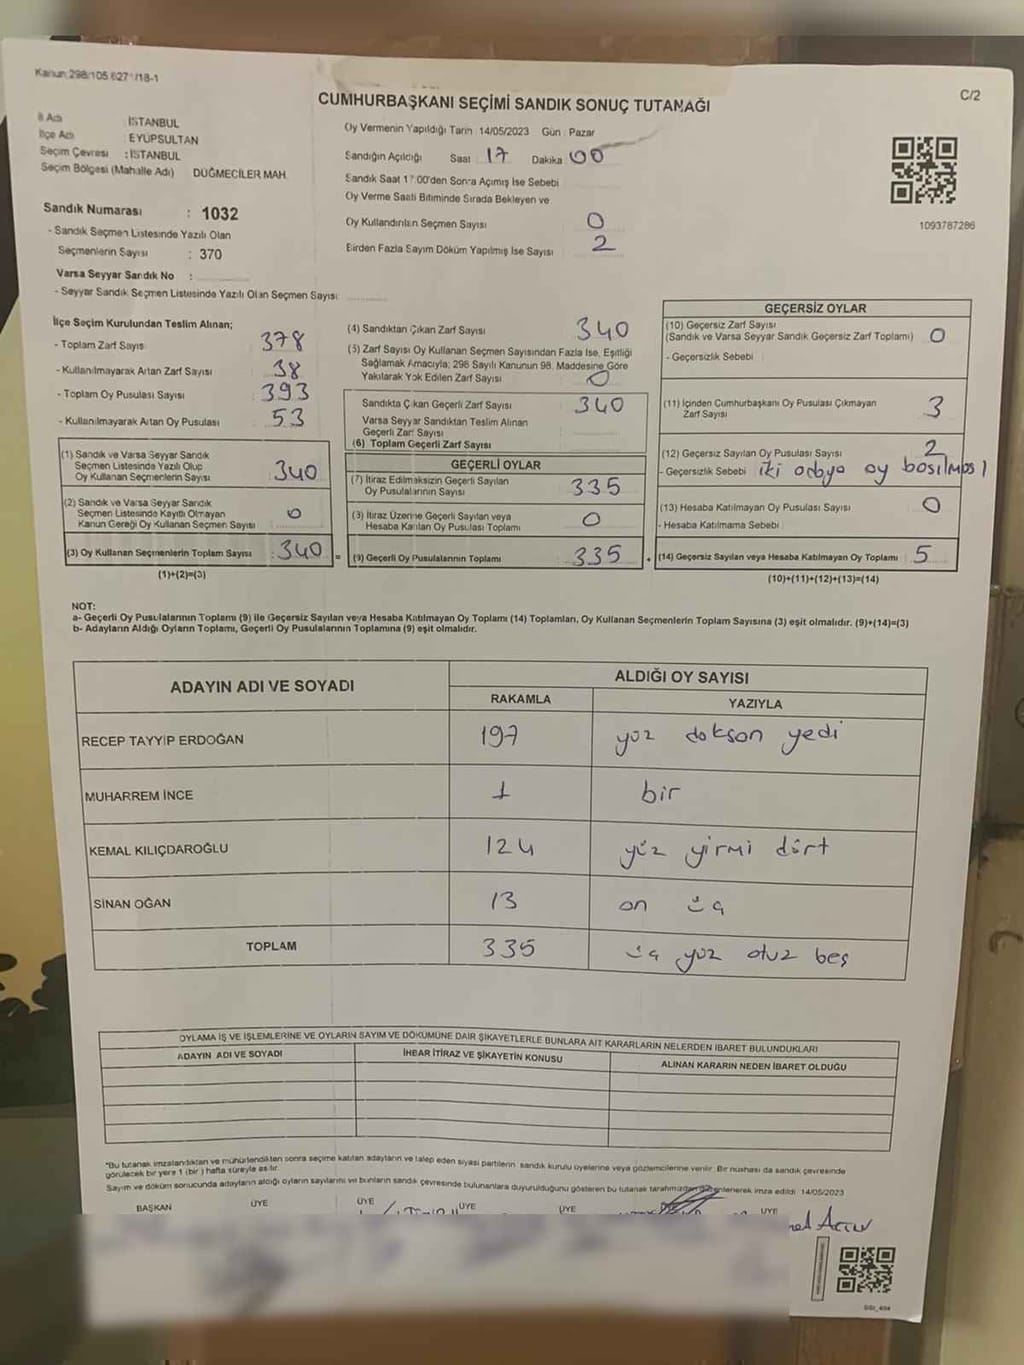 Kanun:298/105 627 /18-1
C/2
CUMHURBAŞKANI SEÇİMİ SANDIK SONUÇ TUTANAĞI
İl Adı : İSTANBUL
İlçe Adı : EYÜPSULTAN
Seçim Çevresi : İSTANBUL
Seçim Bölgesi (Mahalle Adı) DÜĞMECİLER MAH.
Sandık Numarası : 1032
- Sandık Seçmen Listesinde Yazılı Olan
Seçmenlerin Sayısı : 370
Varsa Seyyar Sandık No :
- Seyyar Sandık Seçmen Listesinde Yazılı Olan Seçmen Sayısı:
Oy Vermenin Yapıldığı Tarih 14/05/2023 Gün : Pazar
Sandığın Açıldığı Saat 17 Dakika 00
Sandık Saat 17:00'den Sonra Açımış İse Sebebi
Oy Verme Saati Bitiminde Sırada Bekleyen ve
Oy Kullandırılan Seçmen Sayısı 0
Birden Fazla Sayım Döküm Yapılmış İse Sayısı 2
1093787286
İlçe Seçim Kurulundan Teslim Alınan;
- Toplam Zarf Sayısı 378
- Kullanılmayarak Artan Zarf Sayısı 38
- Toplam Oy Pusulası Sayısı 393
- Kullanılmayarak Artan Oy Pusulası 53
(1) Sandık ve Varsa Seyyar Sandık
Seçmen Listesinde Yazılı Olup
Oy Kullanan Seçmenlerin Sayısı 340
(2) Sandık ve Varsa Seyyar Sandık
Seçmen Listesinde Kayıtlı Olmayan
Kanun Gereği Oy Kullanan Seçmen Sayısı 0
(3) Oy Kullanan Seçmenlerin Toplam Sayısı 340 =
(1)+(2)=(3)
(4) Sandıktan Çıkan Zarf Sayısı 340
(5) Zarf Sayısı Oy Kullanan Seçmen Sayısından Fazla İse, Eşitliği
Sağlamak Amacıyla; 298 Sayılı Kanunun 98. Maddesine Göre
Yakılarak Yok Edilen Zarf Sayısı 0
Sandıkta Çıkan Geçerli Zarf Sayısı 340
Varsa Seyyar Sandıktan Teslim Alınan
Geçerli Zarf Sayısı
(6) Toplam Geçerli Zarf Sayısı
GEÇERLİ OYLAR
(7) İtiraz Edilmeksizin Geçerli Sayılan
Oy Pusulalarının Sayısı 335
(8) İtiraz Üzerine Geçerli Sayılan veya
Hesaba Katılan Oy Pusulası Toplamı 0
(9) Geçerli Oy Pusulalarının Toplamı 335 +
GEÇERSİZ OYLAR
(10) Geçersiz Zarf Sayısı
(Sandık ve Varsa Seyyar Sandık Geçersiz Zarf Toplamı) 0
- Geçersizlik Sebebi
(11) İçinden Cumhurbaşkanı Oy Pusulası Çıkmayan
Zarf Sayısı 3
(12) Geçersiz Sayılan Oy Pusulası Sayısı 2
- Geçersizlik Sebebi iki adaya oy basılması
(13) Hesaba Katılmayan Oy Pusulası Sayısı 0
- Hesaba Katılmama Sebebi
(14) Geçersiz Sayılan veya Hesaba Katılmayan Oy Toplamı 5
(10)+(11)+(12)+(13)=(14)
NOT:
a- Geçerli Oy Pusulalarının Toplamı (9) ile Geçersiz Sayılan veya Hesaba Katılmayan Oy Toplamı (14) Toplamları, Oy Kullanan Seçmenlerin Toplam Sayısına (3) eşit olmalıdır. (9)+(14)=(3)
b- Adayların Aldığı Oyların Toplamı, Geçerli Oy Pusulalarının Toplamına (9) eşit olmalıdır.
ADAYIN ADI VE SOYADI
ALDIĞI OY SAYISI
RAKAMLA YAZIYLA
RECEP TAYYİP ERDOĞAN 197 yüz dokson yedi
MUHARREM İNCE 1 bir
KEMAL KILIÇDAROĞLU 124 yüz yirmi dört
SİNAN OĞAN 13 on üç
TOPLAM 335 üç yüz otuz beş
OYLAMA İŞ VE İŞLEMLERİNE VE OYLARIN SAYIM VE DÖKÜMÜNE DAİR ŞİKAYETLERLE BUNLARA AİT KARARLARIN NELERDEN İBARET BULUNDUKLARI
ADAYIN ADI VE SOYADI İHBAR İTİRAZ VE ŞİKAYETİN KONUSU ALINAN KARARIN NEDEN İBARET OLDUĞU
*Bu tutanak imzalandıktan ve mühürlendikten sonra seçime katılan adayların ve talep eden siyasi partilerin sandık kurulu üyelerine veya gözlemcilerine verilir. Bir nüshası da sandık çevresinde
görülecek bir yere 1 (bir ) hafta süreyle asılır.
Sayım ve döküm sonucunda adayların aldığı oyların sayılarını ve bunların sandık çevresinde bulunanlara duyurulduğunu gösteren bu tutanak tarafımızdan düzenlenerek imza edildi. 14/05/2023
BAŞKAN ÜYE ÜYE ÜYE ÜYE ÜYE